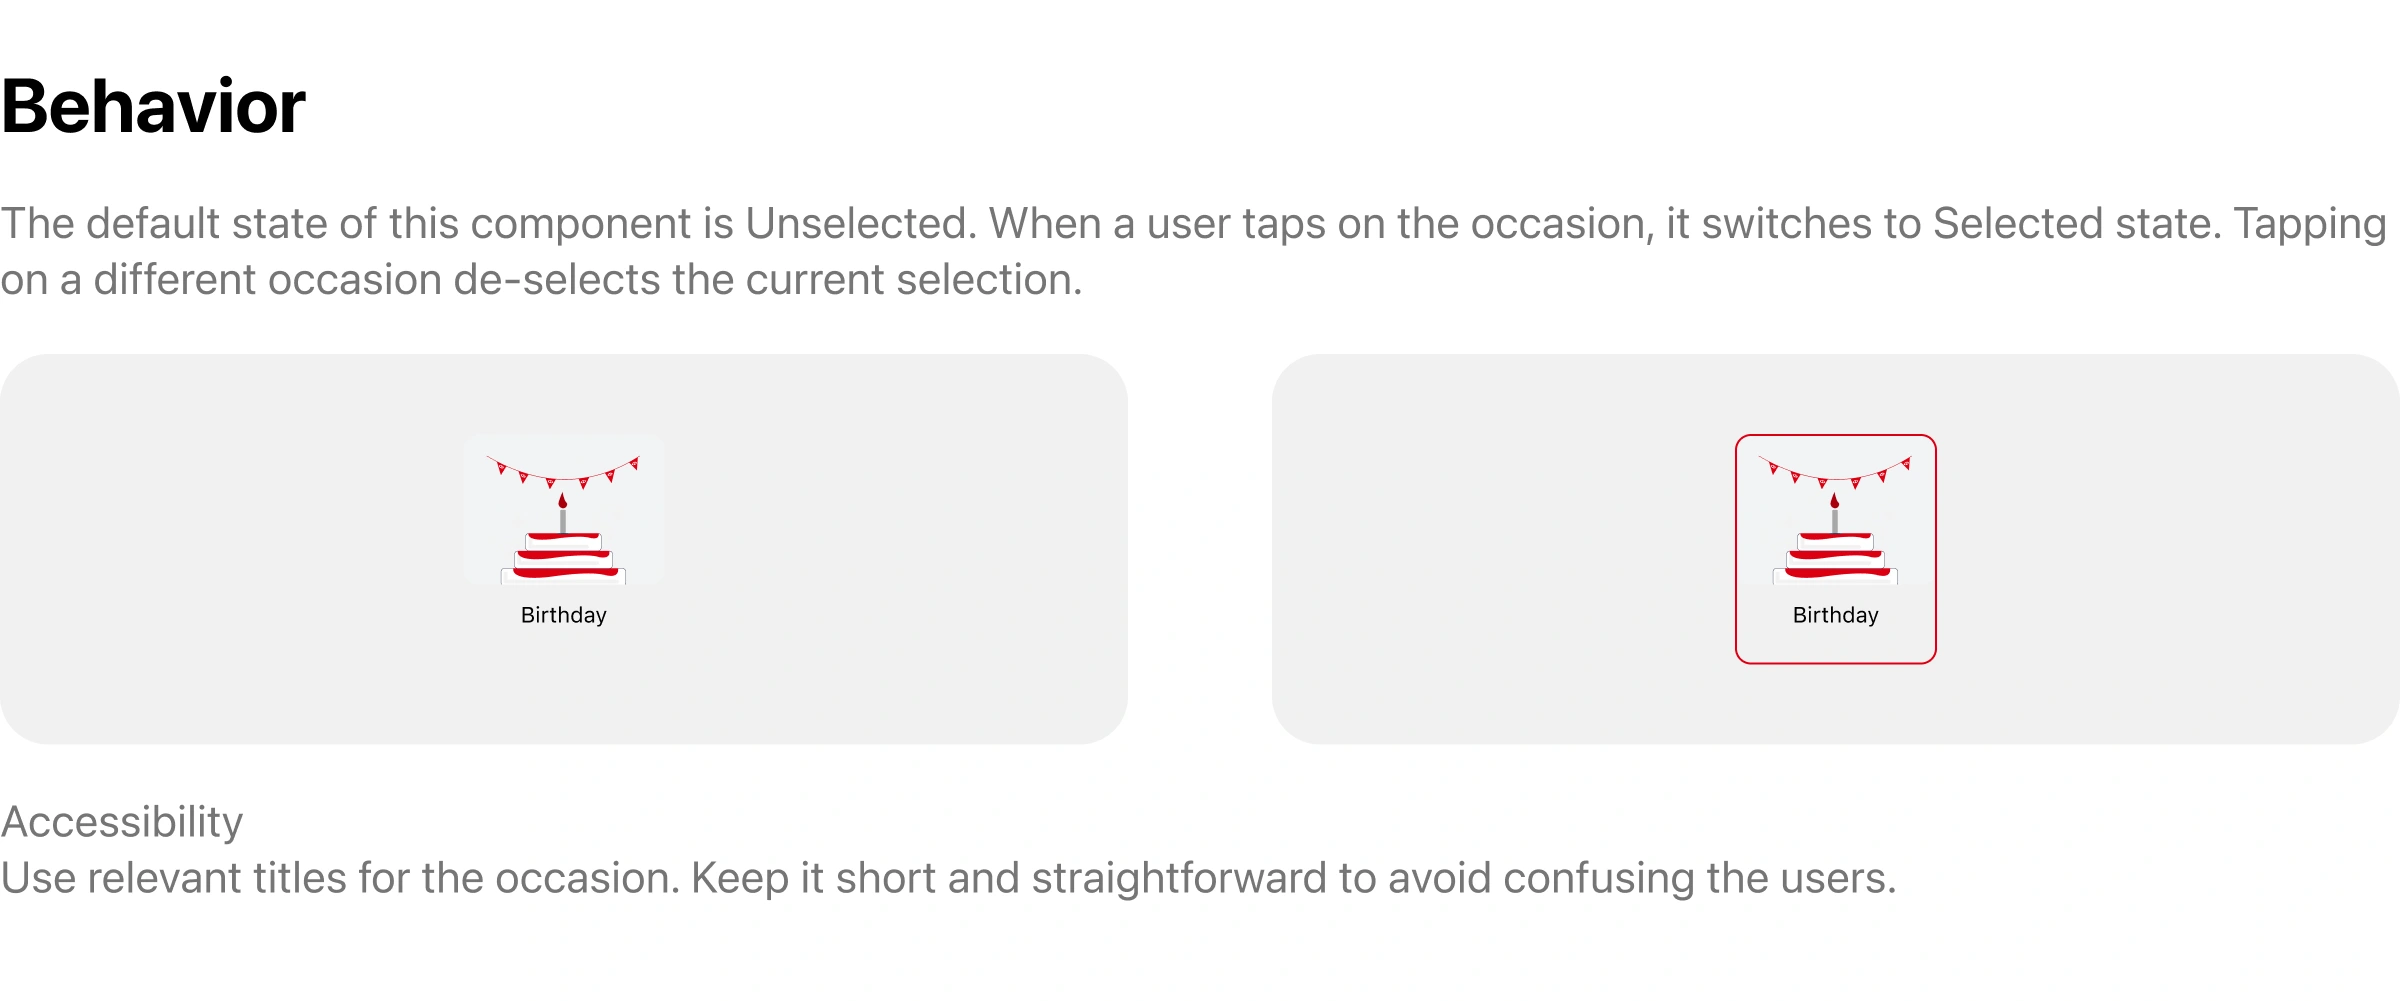 Behavior
The default state of this component is Unselected. When a user taps on the occasion, it switches to Selected state. Tapping
on a different occasion de-selects the current selection.
Birthday
Birthday
Accessibility
Use relevant titles for the occasion. Keep it short and straightforward to avoid confusing the users.